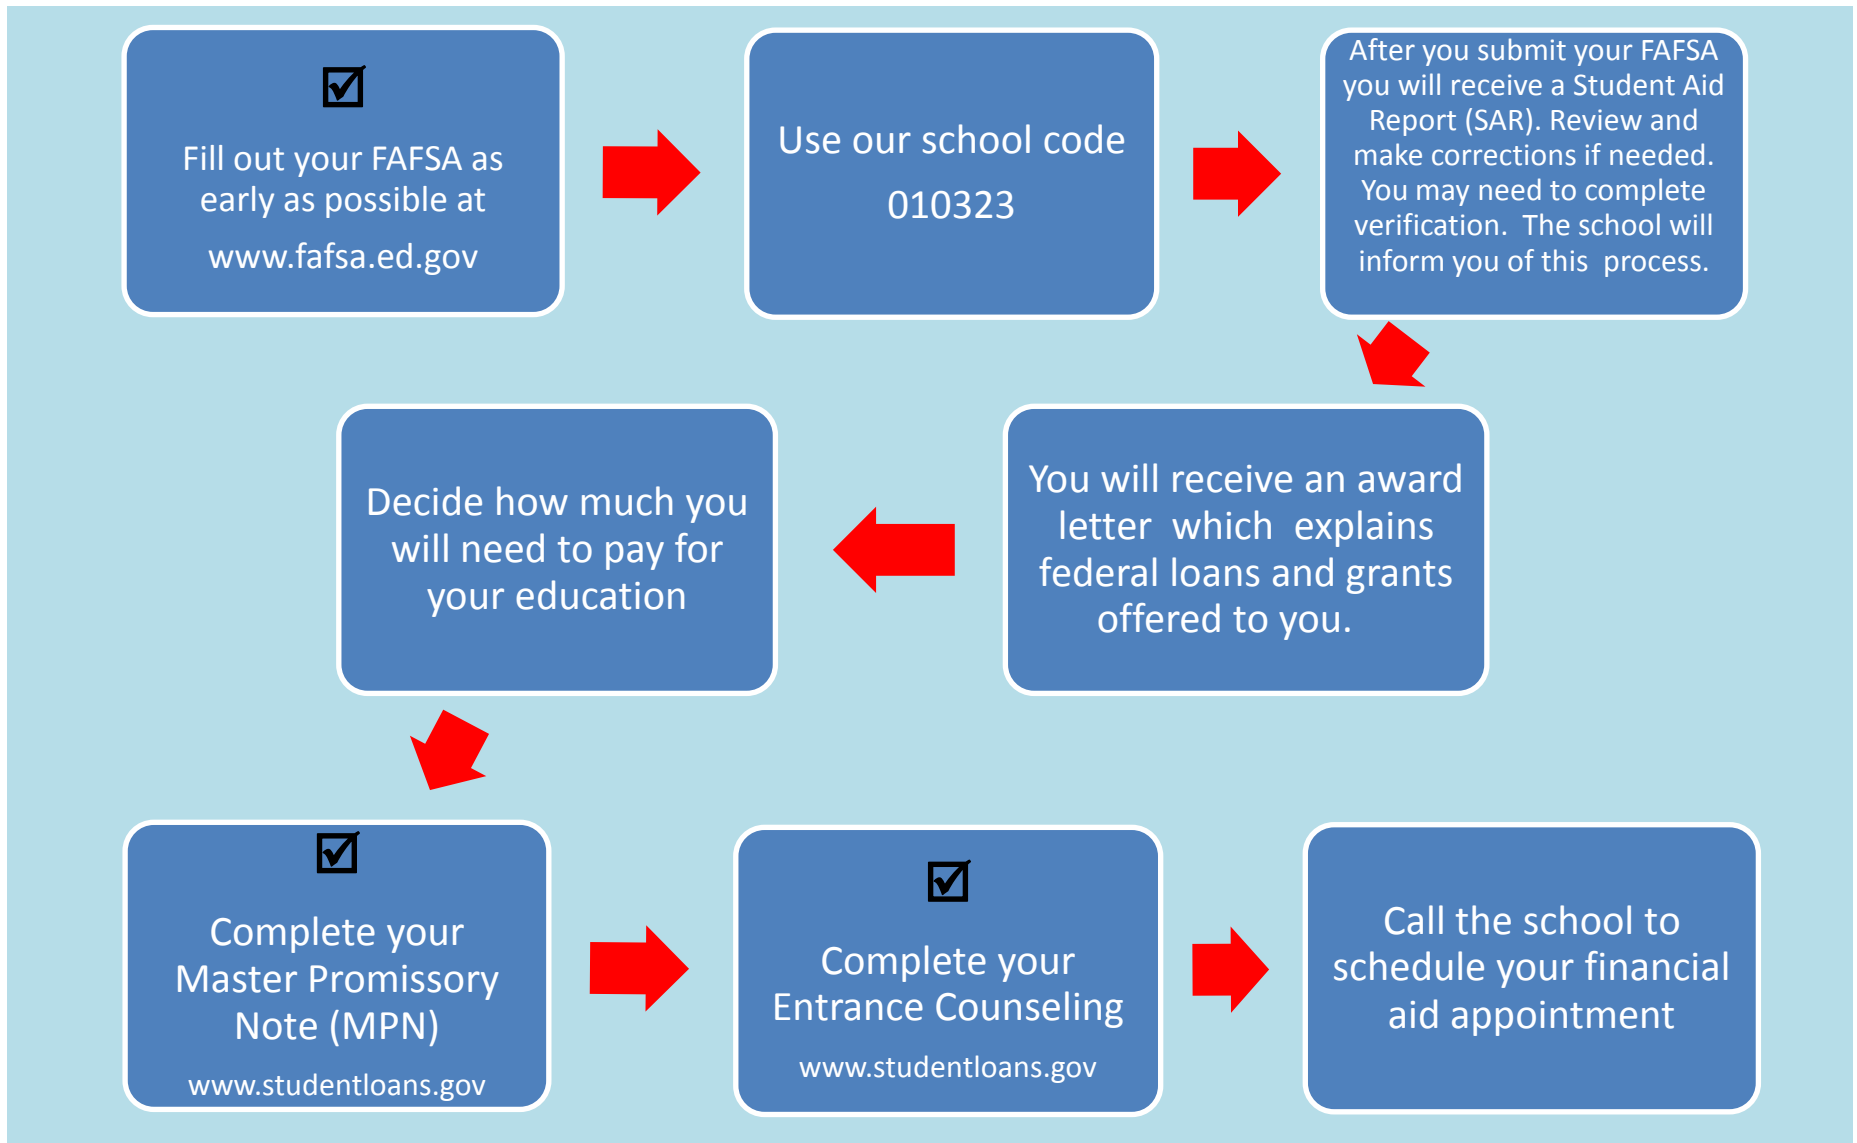 ☑
Fill out your FAFSA as
early as possible at
www.fafsa.ed.gov
Use our school code
010323
After you submit your FAFSA
you will receive a Student Aid
Report (SAR). Review and
make corrections if needed.
You may need to complete
verification.  The school will
inform you of this  process.
You will receive an award
letter  which  explains
federal loans and grants
offered to you.
Decide how much you
will need to pay for
your education
☑
Complete your
Master Promissory
Note (MPN)
www.studentloans.gov
☑
Complete your
Entrance Counseling
www.studentloans.gov
Call the school to
schedule your financial
aid appointment